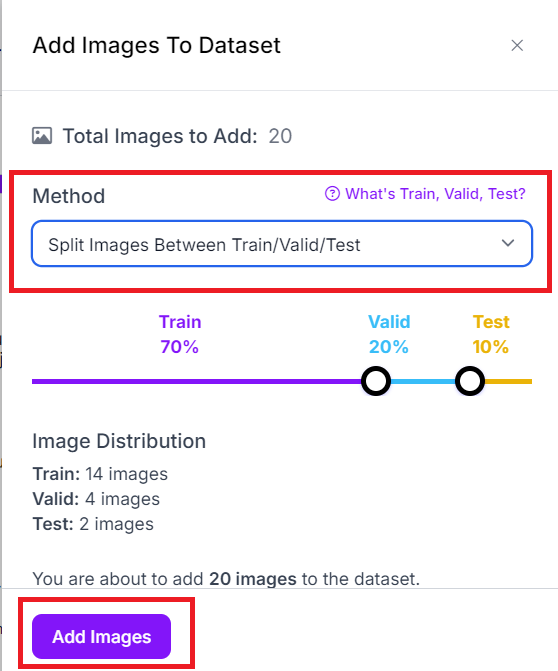 Add Images To Dataset
Total Images to Add: 20
Method
What's Train, Valid, Test?
Split Images Between Train/Valid/Test
Train Valid Test
70% 20% 10%
Image Distribution
Train: 14 images
Valid: 4 images
Test: 2 images
You are about to add 20 images to the dataset.
Add Images